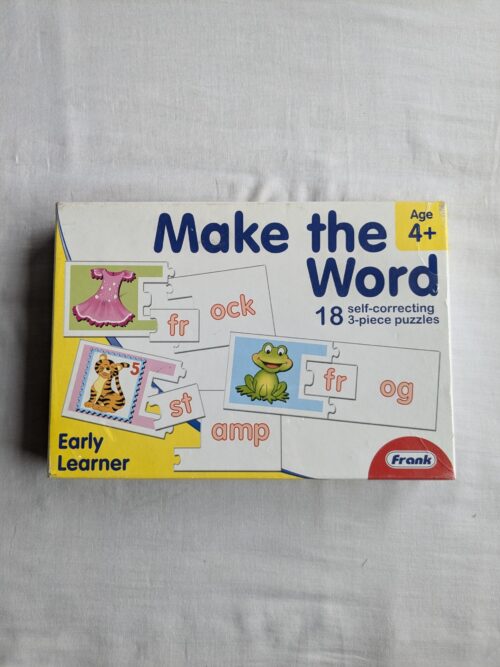 Make the
Word
Age
4+
18 self-correcting
3-piece puzzles
fr ock
st amp
5
fr og
Early
Learner
Frank